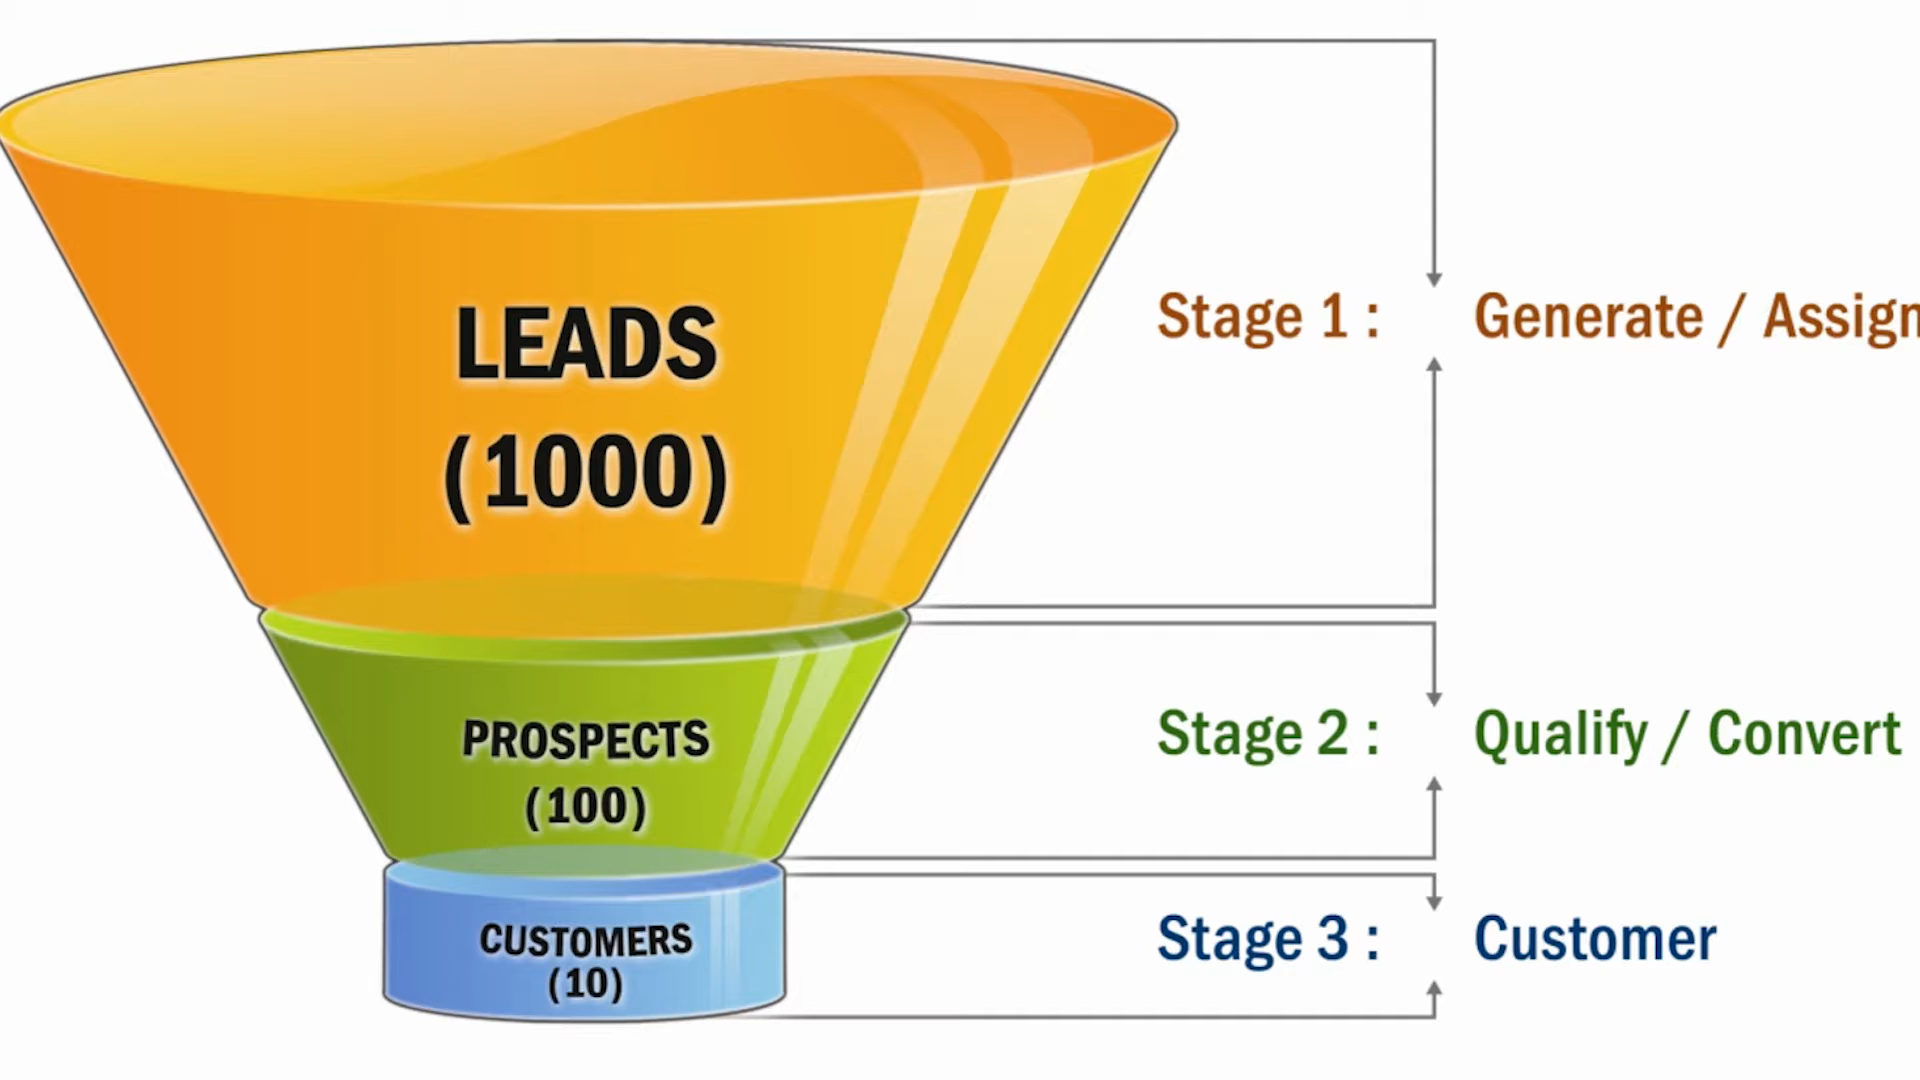 LEADS
(1000)
Stage 1 : Generate / Assign
PROSPECTS
(100)
Stage 2 : Qualify / Convert
CUSTOMERS
(10)
Stage 3 : Customer